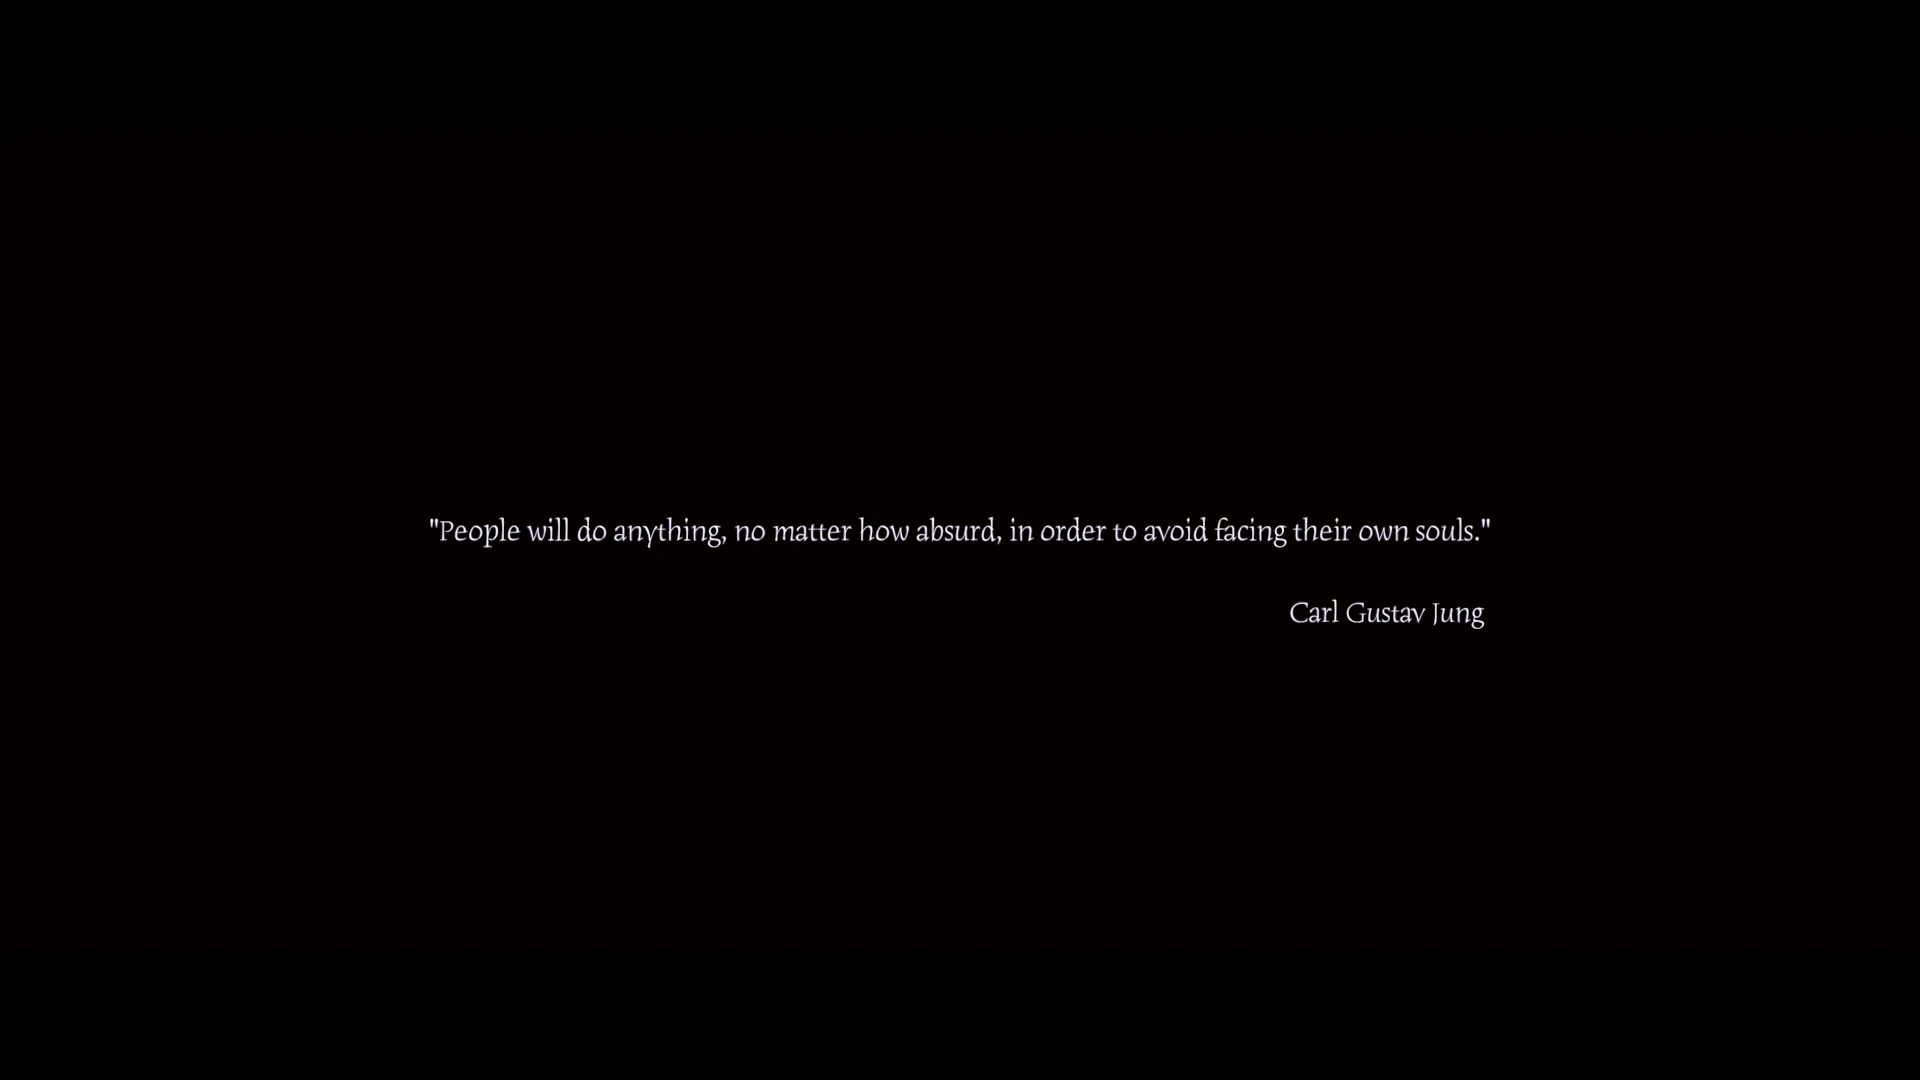 "People will do anything, no matter how absurd, in order to avoid facing their own souls."
Carl Gustav Jung